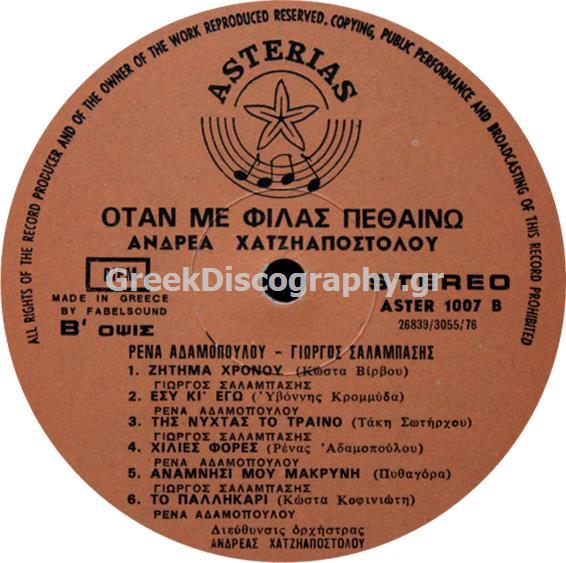 ALL RIGHTS OF THE RECORD PRODUCER AND OF THE OWNER OF THE WORK REPRODUCED RESERVED. COPYING, PUBLIC PERFORMANCE AND BROADCASTING OF THIS RECORD PROHIBITED
ASTERIAS
ΟΤΑΝ ΜΕ ΦΙΛΑΣ ΠΕΘΑΙΝΩ
ΑΝΔΡΕΑ ΧΑΤΖΗΑΠΟΣΤΟΛΟΥ
GreekDiscography.gr
STEREO
MADE IN GREECE
BY FABELSOUND
ASTER 1007 B
26839/3055/76
Β' ΟΨΙΣ
ΡΕΝΑ ΑΔΑΜΟΠΟΥΛΟΥ - ΓΙΩΡΓΟΣ ΣΑΛΑΜΠΑΣΗΣ
1. ΖΗΤΗΜΑ ΧΡΟΝΟΥ (Κώστα Βίρβου)
ΓΙΩΡΓΟΣ ΣΑΛΑΜΠΑΣΗΣ
2. ΕΣΥ ΚΙ' ΕΓΩ (Ὑβόννης Κρομμύδα)
ΡΕΝΑ ΑΔΑΜΟΠΟΥΛΟΥ
3. ΤΗΣ ΝΥΧΤΑΣ ΤΟ ΤΡΑΙΝΟ (Τάκη Σωτήρχου)
ΓΙΩΡΓΟΣ ΣΑΛΑΜΠΑΣΗΣ
4. ΧΙΛΙΕΣ ΦΟΡΕΣ (Ρένας Ἀδαμοπούλου)
ΡΕΝΑ ΑΔΑΜΟΠΟΥΛΟΥ
5. ΑΝΑΜΝΗΣΙ ΜΟΥ ΜΑΚΡΥΝΗ (Πυθαγόρα)
ΓΙΩΡΓΟΣ ΣΑΛΑΜΠΑΣΗΣ
6. ΤΟ ΠΑΛΛΗΚΑΡΙ (Κώστα Κοφινιώτη)
ΡΕΝΑ ΑΔΑΜΟΠΟΥΛΟΥ
Διεύθυνσις ὀρχήστρας
ΑΝΔΡΕΑΣ ΧΑΤΖΗΑΠΟΣΤΟΛΟΥ